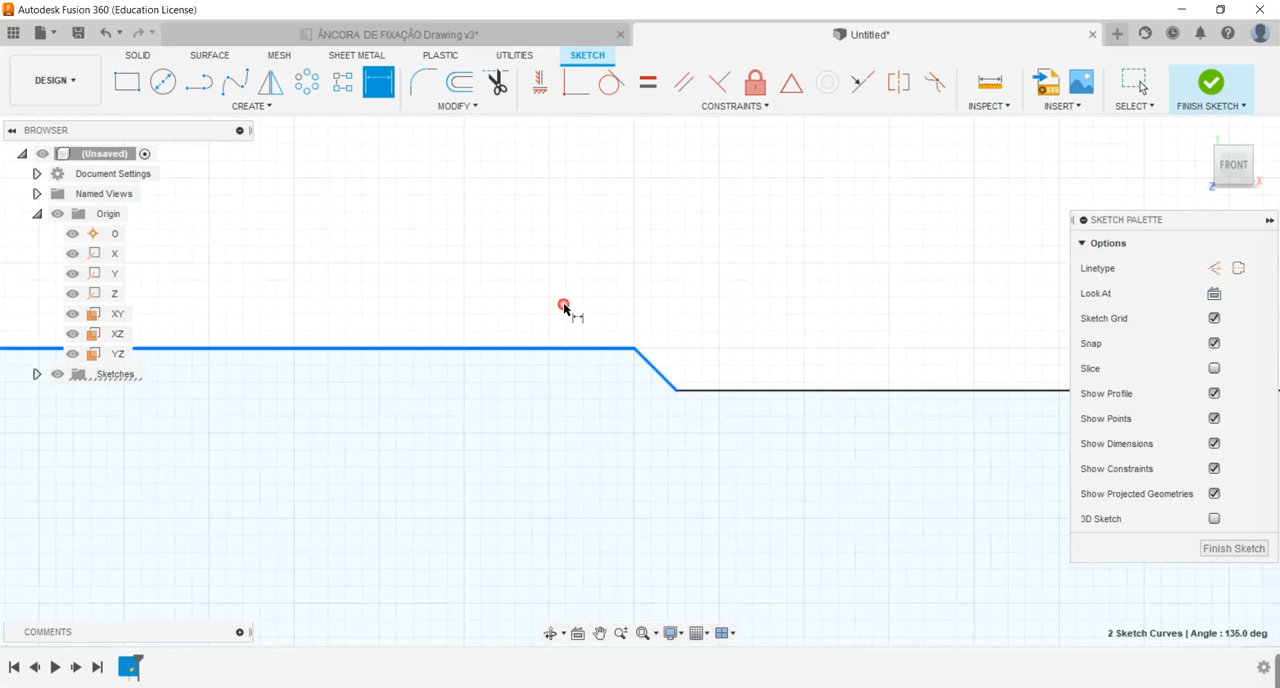 Autodesk Fusion 360 (Education License)
ÂNCORA DE FIXAÇÃO Drawing v3*
Untitled*
SOLID SURFACE MESH SHEET METAL PLASTIC UTILITIES SKETCH
DESIGN
CREATE
MODIFY
CONSTRAINTS
INSPECT
INSERT
SELECT
FINISH SKETCH
BROWSER
(Unsaved)
Document Settings
Named Views
Origin
O
X
Y
Z
XY
XZ
YZ
Sketches
Y
FRONT
X
Z
SKETCH PALETTE
Options
Linetype
Look At
Sketch Grid
Snap
Slice
Show Profile
Show Points
Show Dimensions
Show Constraints
Show Projected Geometries
3D Sketch
Finish Sketch
COMMENTS
2 Sketch Curves | Angle : 135.0 deg